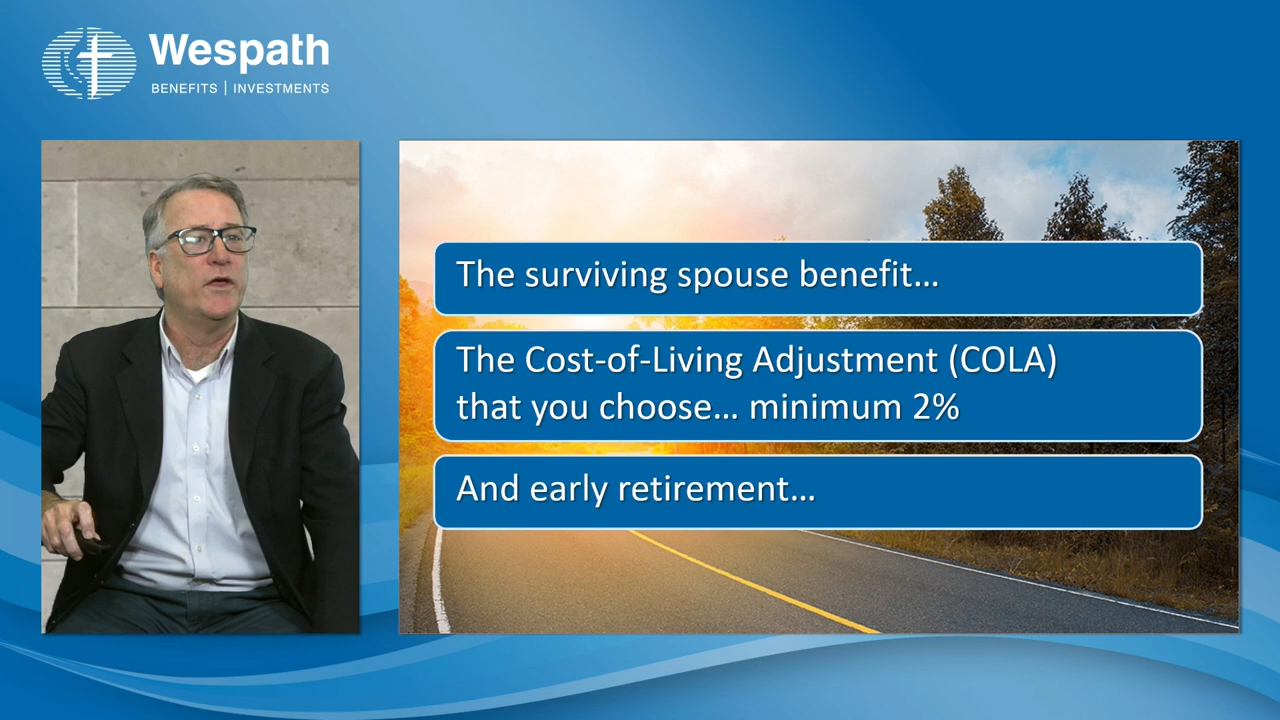 Wespath
BENEFITS | INVESTMENTS
The surviving spouse benefit…
The Cost-of-Living Adjustment (COLA)
that you choose… minimum 2%
And early retirement…